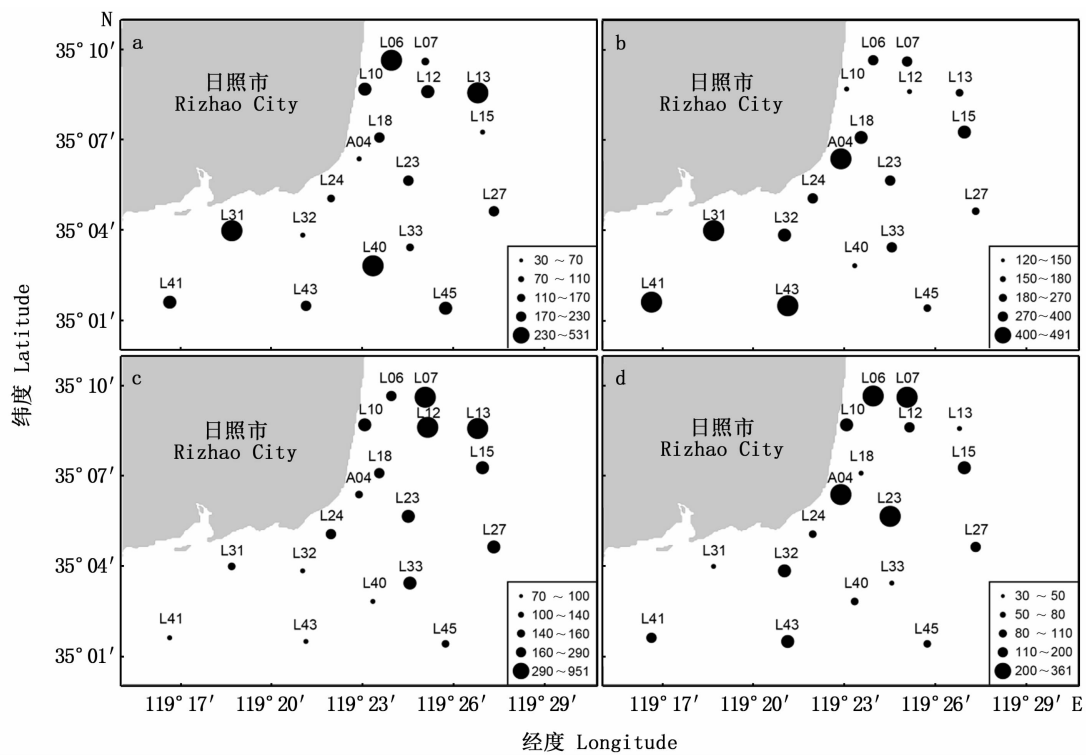 N
a
L06 L07
35° 10′
日照市
Rizhao City
L10 L12 L13
L15
35° 07′
L18
A04
L23
L24
L27
L31 L32
35° 04′
L33
L40
L41 L43 L45
35° 01′
30 ～ 70
70 ～ 110
110～170
170～230
230～531
b
L06 L07
日照市
Rizhao City
L10 L12 L13
L15
L18
A04
L23
L24
L27
L31 L32
L33
L40
L41 L43 L45
120～150
150～180
180～270
270～400
400～491
c
L06 L07
35° 10′
日照市
Rizhao City
L10 L12 L13
L15
35° 07′
L18
A04
L23
L24
L27
L31 L32
35° 04′
L33
L40
L41 L43 L45
35° 01′
70 ～ 100
100～140
140～160
160～290
290～951
d
L06 L07
日照市
Rizhao City
L10 L12 L13
L15
L18
A04
L23
L24
L27
L31 L32
L33
L40
L41 L43 L45
30 ～ 50
50 ～ 80
80 ～ 110
110～200
200～361
纬度 Latitude
119° 17′ 119° 20′ 119° 23′ 119° 26′ 119° 29′ 119° 17′ 119° 20′ 119° 23′ 119° 26′ 119° 29′ E
经度 Longitude